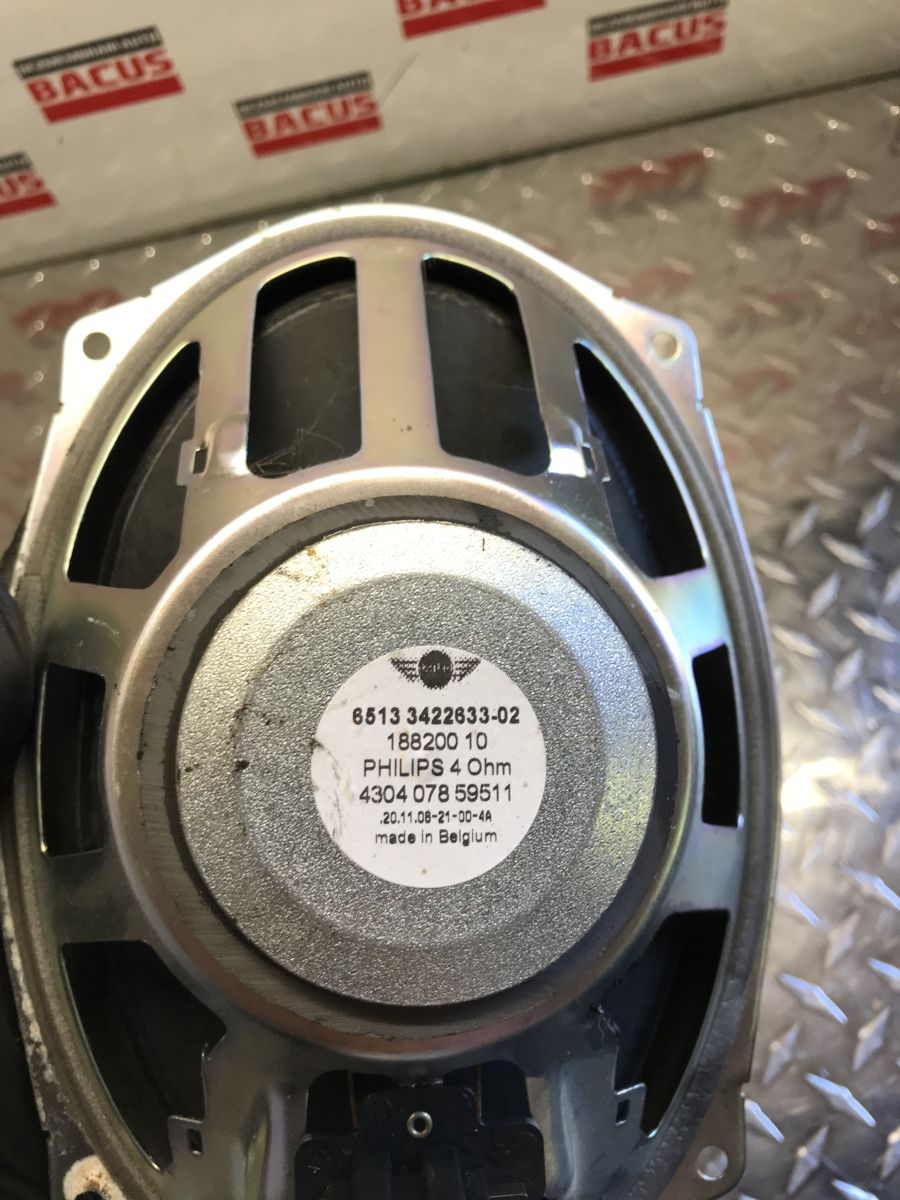 BACUS
BACUS
BACUS
BACUS
6513 3422633-02
188200 10
PHILIPS 4 Ohm
4304 078 59511
.20.11.06-21-00-4A
made in Belgium